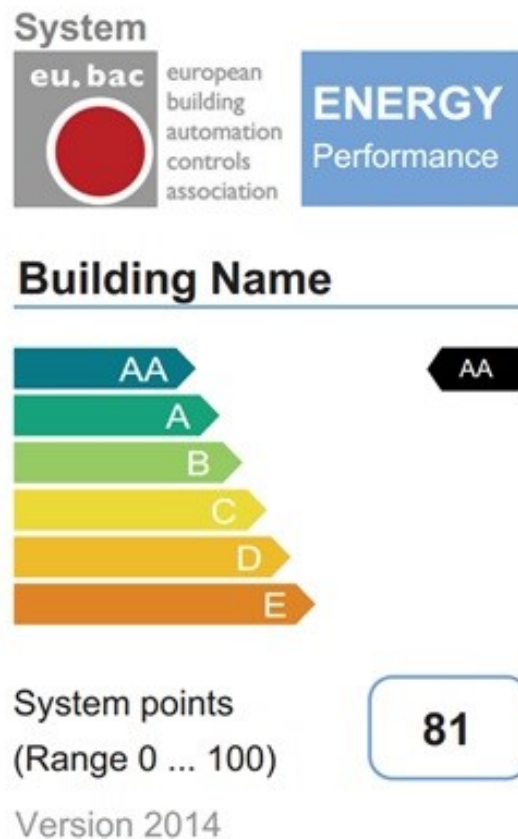 System
eu.bac
european
building
automation
controls
association
ENERGY
Performance
Building Name
AA
AA
A
B
C
D
E
System points
(Range 0 ... 100)
81
Version 2014